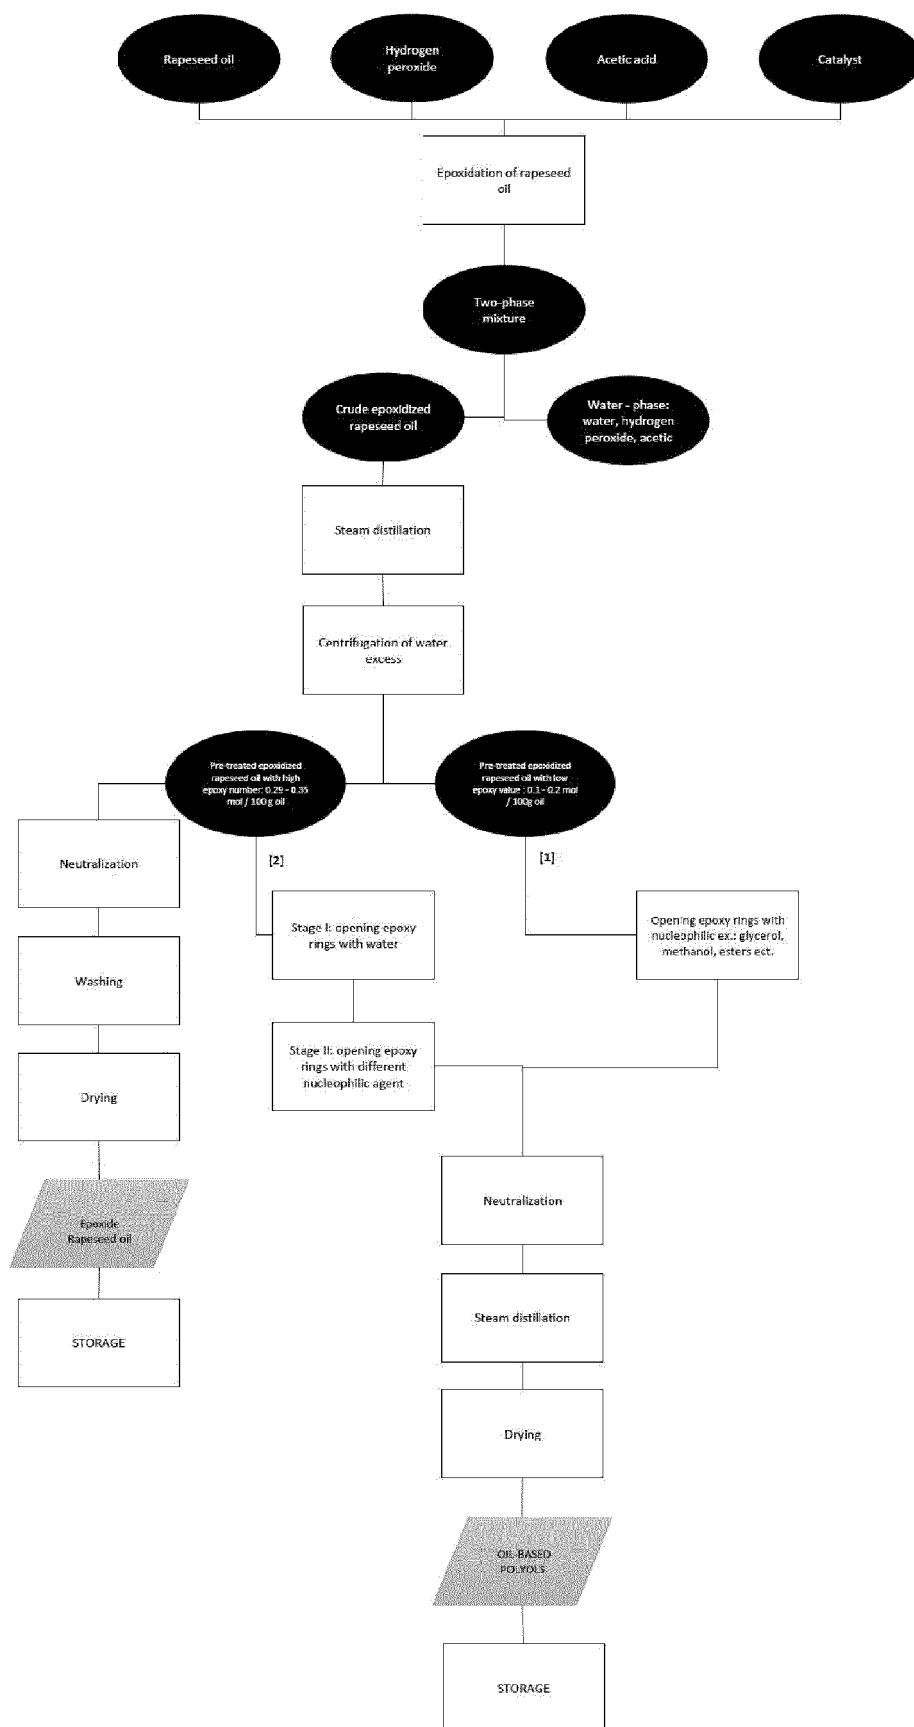 Rapeseed oil
Hydrogen
peroxide
Acetic acid
Catalyst
Epoxidation of rapeseed
oil
Two-phase
mixture
Crude epoxidized
rapeseed oil
Water - phase:
water, hydrogen
peroxide, acetic
Steam distillation
Centrifugation of water
excess
Pre-treated epoxidized
rapeseed oil with high
epoxy number: 0.29 - 0.35
mol / 100 g oil
Pre-treated epoxidized
rapeseed oil with low
epoxy value : 0.1 - 0.2 mol
/ 100g oil
[2]
[1]
Neutralization
Stage I: opening epoxy
rings with water
Opening epoxy rings with
nucleophilic ex.: glycerol,
methanol, esters est.
Washing
Stage II: opening epoxy
rings with different
nucleophilic agent
Drying
Neutralization
Epoxide
Rapeseed oil
Steam distillation
STORAGE
Drying
OIL-BASED
POLYOLS
STORAGE